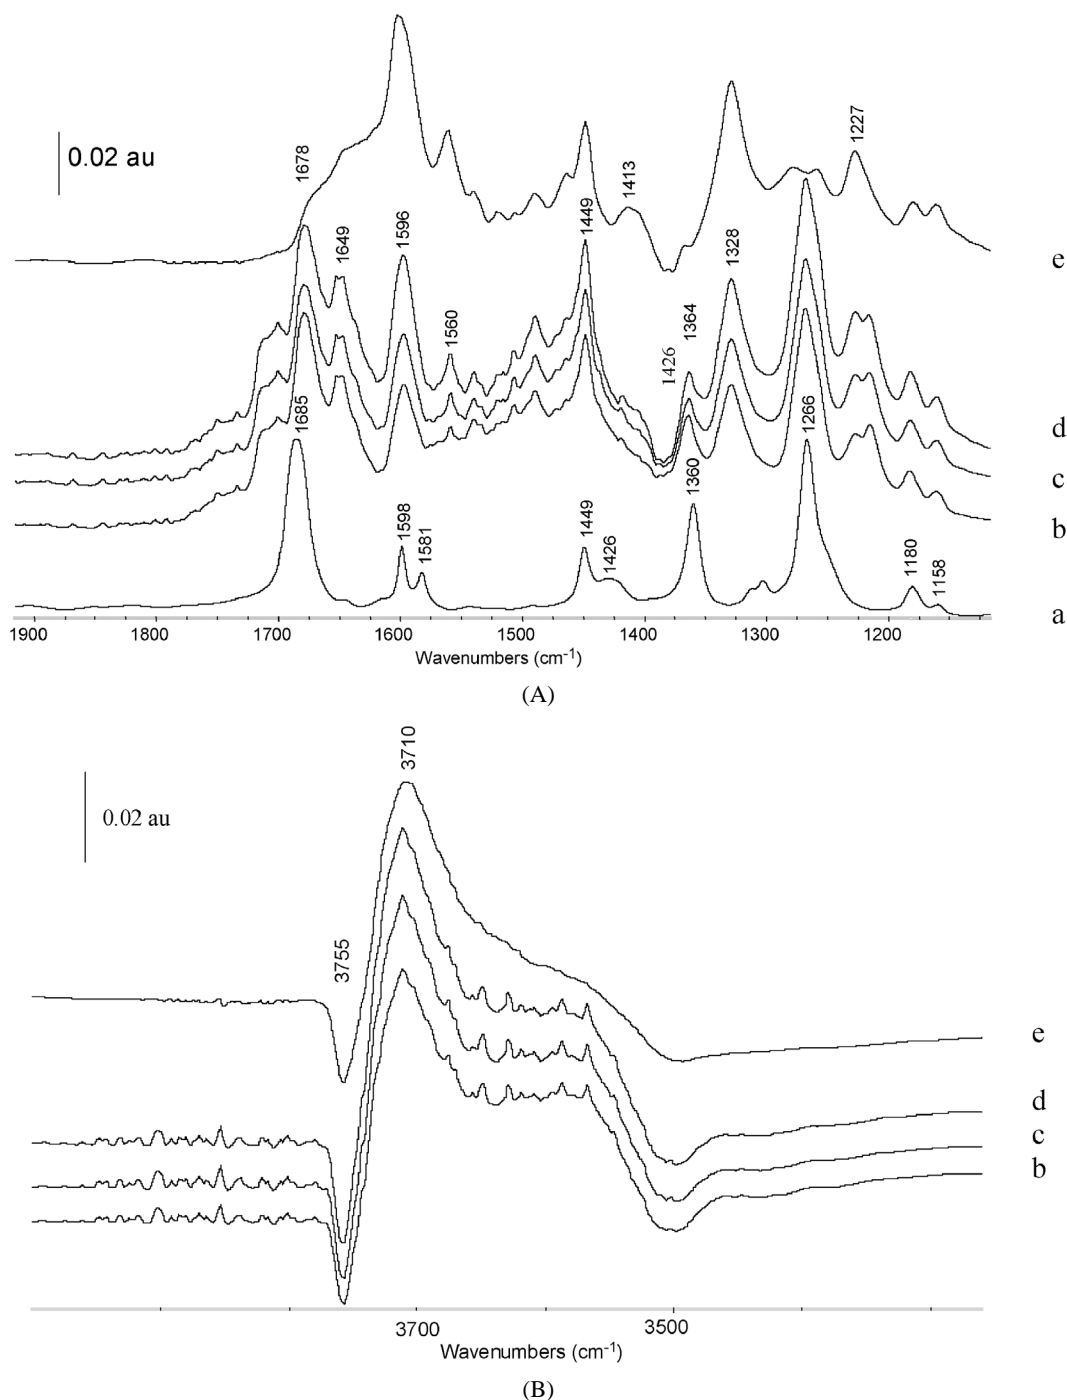 0.02 au
1678
1649
1596
1560
1449
1413
1426
1364
1328
1227
e
d
c
b
a
1685
1598
1581
1449
1426
1360
1266
1180
1158
1900 1800 1700 1600 1500 1400 1300 1200
Wavenumbers (cm-1)
(A)
3710
0.02 au
3755
e
d
c
b
3700 3500
Wavenumbers (cm-1)
(B)